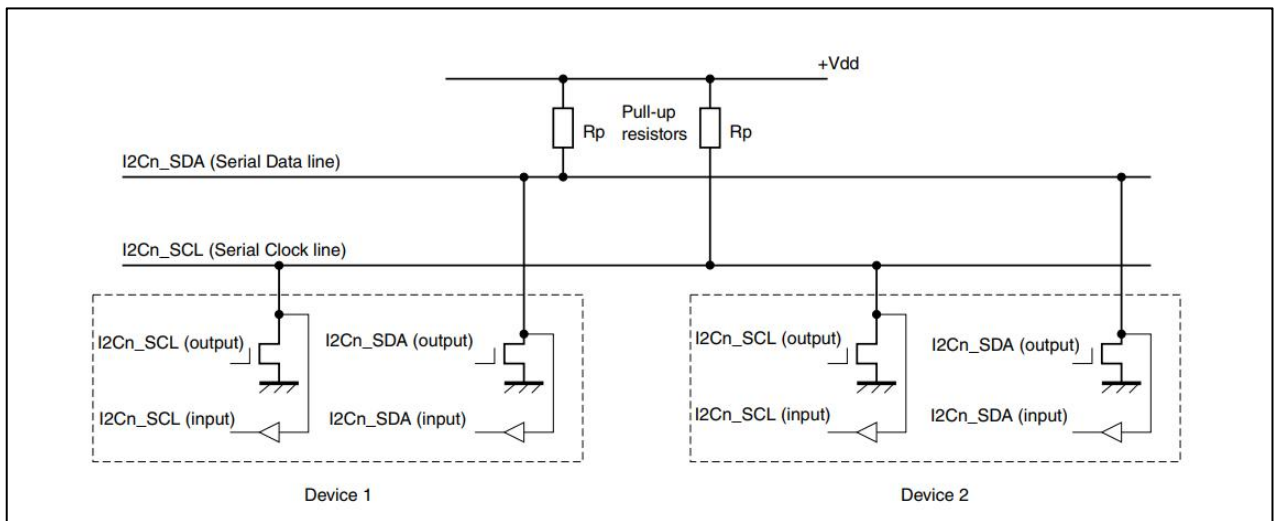 +Vdd
Pull-up
resistors
Rp
Rp
I2Cn_SDA (Serial Data line)
I2Cn_SCL (Serial Clock line)
I2Cn_SCL (output)
I2Cn_SDA (output)
I2Cn_SCL (input)
I2Cn_SDA (input)
Device 1
I2Cn_SCL (output)
I2Cn_SDA (output)
I2Cn_SCL (input)
I2Cn_SDA (input)
Device 2